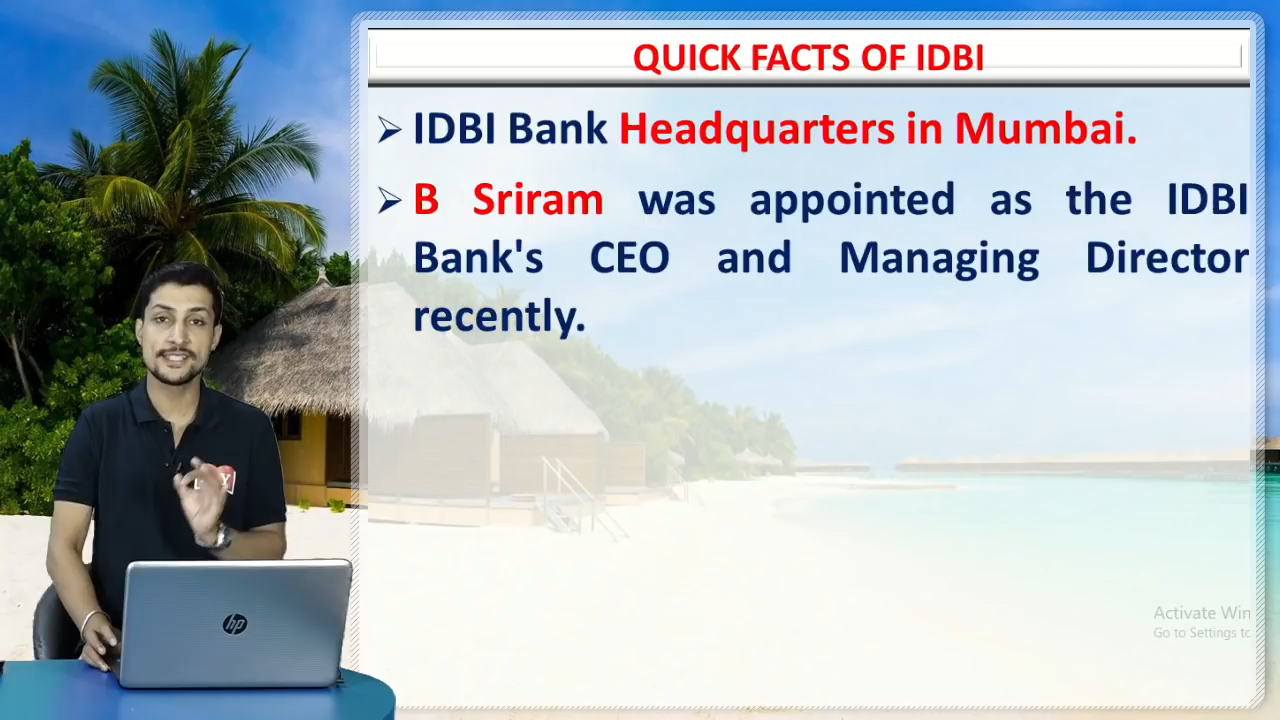 QUICK FACTS OF IDBI
➢ IDBI Bank Headquarters in Mumbai.
➢ B Sriram was appointed as the IDBI
Bank's CEO and Managing Director
recently.
hp
Activate Win
Go to Settings to